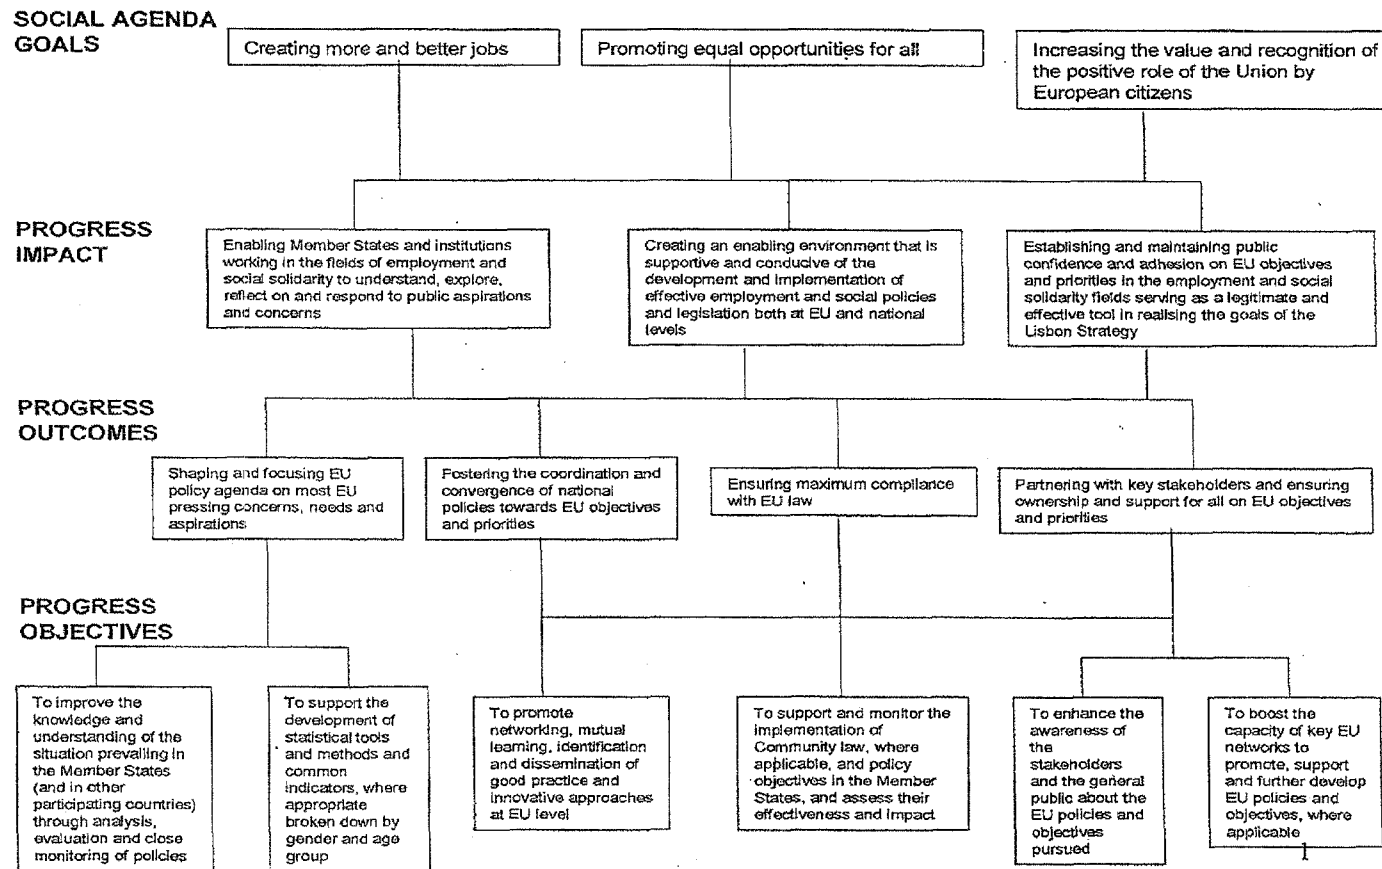 SOCIAL AGENDA
GOALS
Creating more and better jobs
Promoting equal opportunities for all
Increasing the value and recognition of
the positive role of the Union by
European citizens
PROGRESS
IMPACT
Enabling Member States and institutions
working in the fields of employment and
social solidarity to understand, explore,
reflect on and respond to public aspirations
and concerns
Creating an enabling environment that is
supportive and conducive of the
development and implementation of
effective employment and social policies
and legislation both at EU and national
levels
Establishing and maintaining public
confidence and adhesion on EU objectives
and priorities in the employment and social
solidarity fields serving as a legitimate and
effective tool in realising the goals of the
Lisbon Strategy
PROGRESS
OUTCOMES
Shaping and focusing EU
policy agenda on most EU
pressing concerns, needs and
aspirations
Fostering the coordination and
convergence of national
policies towards EU objectives
and priorities
Ensuring maximum compliance
with EU law
Partnering with key stakeholders and ensuring
ownership and support for all on EU objectives
and priorities
PROGRESS
OBJECTIVES
To improve the
knowledge and
understanding of the
situation prevailing in
the Member States
(and in other
participating countries)
through analysis,
evaluation and close
monitoring of policies
To support the
development of
statistical tools
and methods and
common
indicators, where
appropriate
broken down by
gender and age
group
To promote
networking, mutual
learning, identification
and dissemination of
good practice and
innovative approaches
at EU level
To support and monitor the
implementation of
Community law, where
applicable, and policy
objectives in the Member
States, and assess their
effectiveness and impact
To enhance the
awareness of
the
stakeholders
and the general
public about the
EU policies and
objectives
pursued
To boost the
capacity of key EU
networks to
promote, support
and further develop
EU policies and
objectives, where
applicable
1